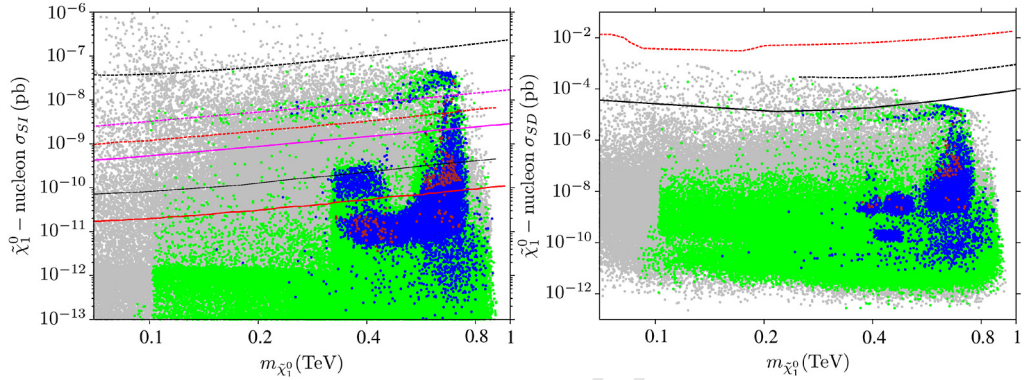 χ̃₁⁰ − nucleon σ_SI (pb)
10⁻⁶
10⁻⁷
10⁻⁸
10⁻⁹
10⁻¹⁰
10⁻¹¹
10⁻¹²
10⁻¹³
0.1 0.2 0.4 0.8 1
m_χ̃₁⁰(TeV)
χ̃₁⁰ − nucleon σ_SD (pb)
10⁻²
10⁻⁴
10⁻⁶
10⁻⁸
10⁻¹⁰
10⁻¹²
0.1 0.2 0.4 0.8 1
m_χ̃₁⁰(TeV)